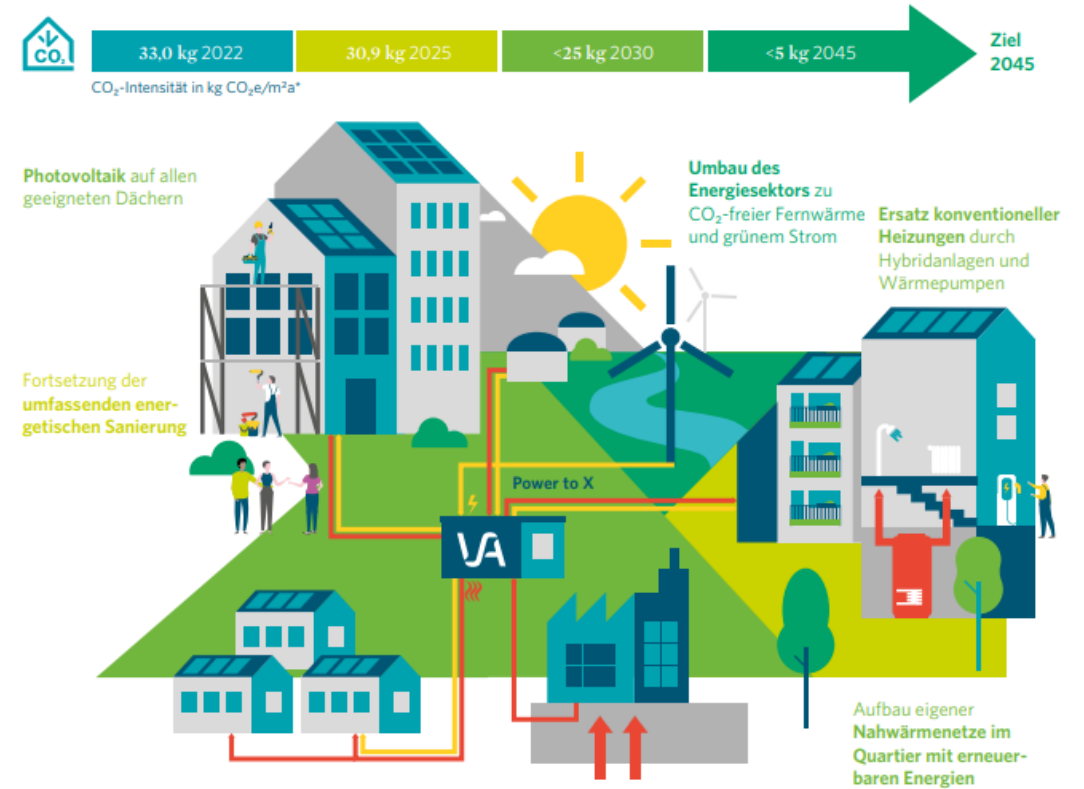 CO₂
33,0 kg 2022
30,9 kg 2025
<25 kg 2030
<5 kg 2045
Ziel
2045
CO₂-Intensität in kg CO₂e/m²a*
Photovoltaik auf allen
geeigneten Dächern
Umbau des
Energiesektors zu
CO₂-freier Fernwärme
und grünem Strom
Ersatz konventioneller
Heizungen durch
Hybridanlagen und
Wärmepumpen
Fortsetzung der
umfassenden ener-
getischen Sanierung
Power to X
VA
Aufbau eigener
Nahwärmenetze im
Quartier mit erneuer-
baren Energien